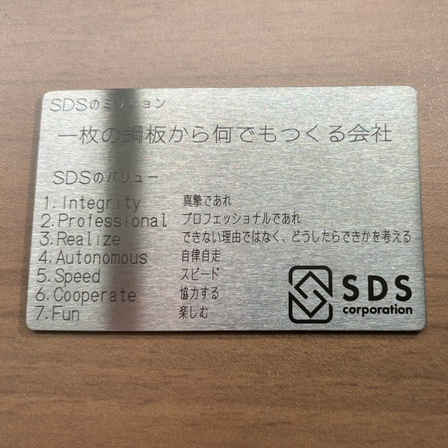 SDSのミッション
一枚の鋼板から何でもつくる会社
SDSのバリュー
1. Integrity 真摯であれ
2. Professional プロフェッショナルであれ
3. Realize できない理由ではなく、どうしたらできかを考える
4. Autonomous 自律自走
5. Speed スピード
6. Cooperate 協力する
7. Fun 楽しむ
SDS
corporation